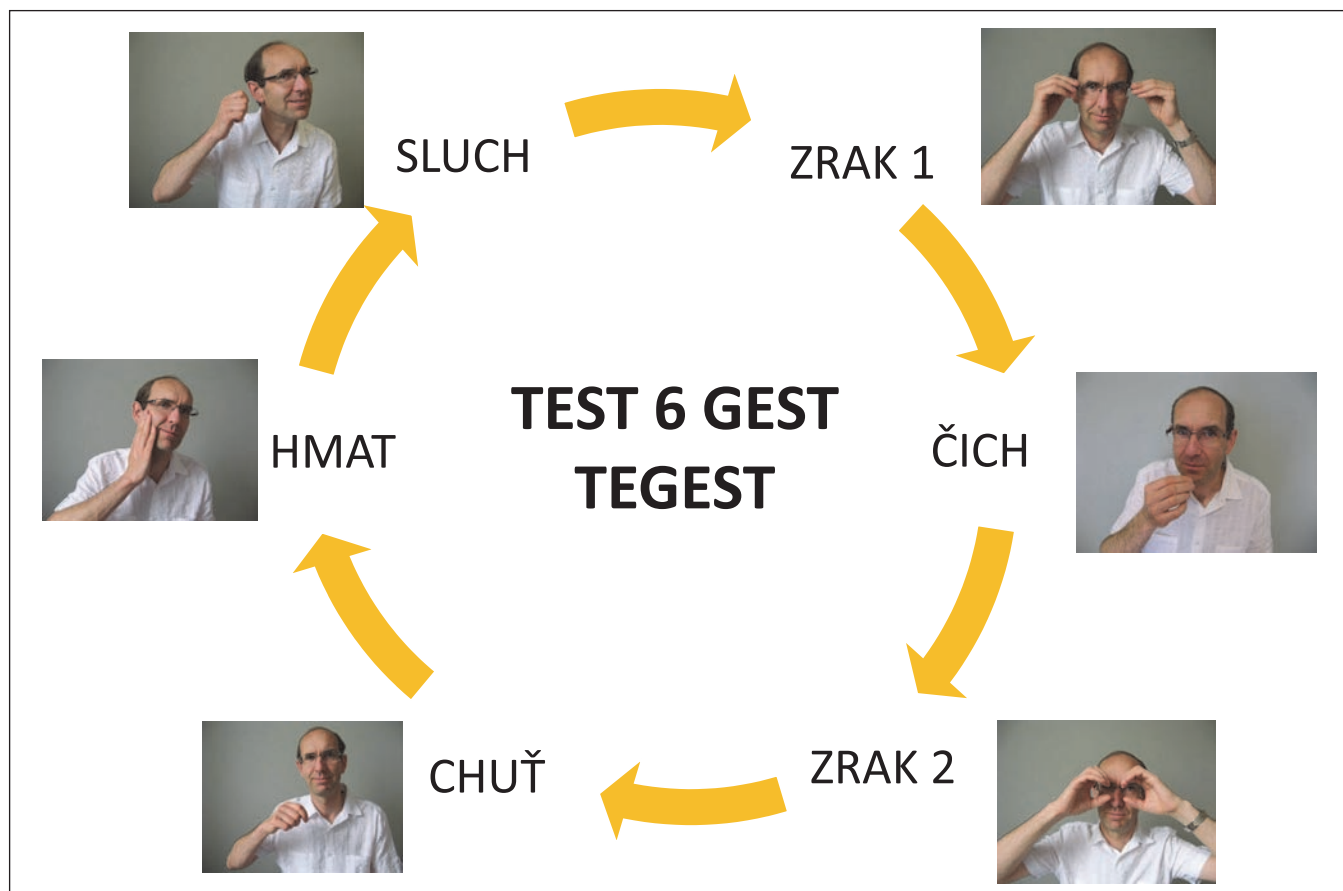 SLUCH
ZRAK 1
TEST 6 GEST
TEGEST
HMAT
ČICH
CHUŤ
ZRAK 2